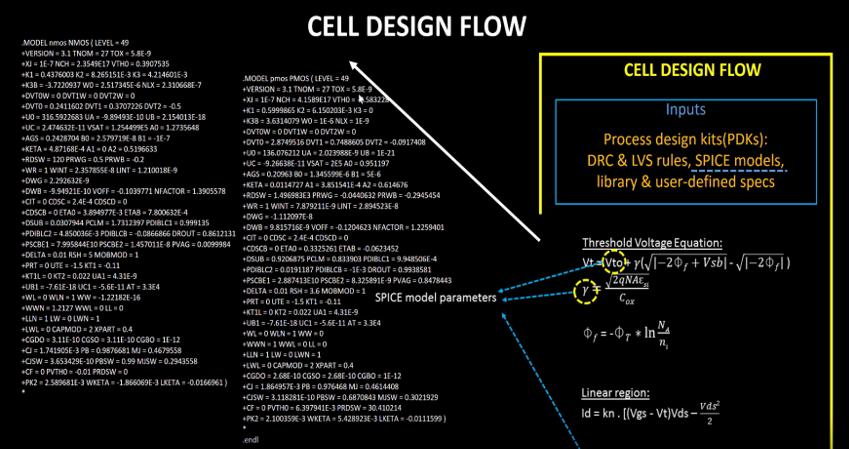 CELL DESIGN FLOW
.MODEL nmos NMOS ( LEVEL = 49
+VERSION = 3.1 TNOM = 27 TOX = 5.8E-9
+XJ = 1E-7 NCH = 2.3549E17 VTH0 = 0.3907535
+K1 = 0.4376003 K2 = 8.265151E-3 K3 = 4.214601E-3
+K3B = -3.7220937 W0 = 2.517345E-6 NLX = 2.310668E-7
+DVT0W = 0 DVT1W = 0 DVT2W = 0
+DVT0 = 0.2411602 DVT1 = 0.3707226 DVT2 = -0.5
+U0 = 316.5922683 UA = -9.89493E-10 UB = 2.154013E-18
+UC = 2.474632E-11 VSAT = 1.254499E5 A0 = 1.2735648
+AGS = 0.2428704 B0 = 2.579719E-8 B1 = -1E-7
+KETA = 4.87168E-4 A1 = 0 A2 = 0.5196633
+RDSW = 120 PRWG = 0.5 PRWB = -0.2
+WR = 1 WINT = 2.357855E-8 LINT = 1.210018E-9
+DWG = 2.292632E-9
+DWB = -9.94921E-10 VOFF = -0.1039771 NFACTOR = 1.3905578
+CIT = 0 CDSC = 2.4E-4 CDSCD = 0
+CDSCB = 0 ETA0 = 3.894977E-3 ETAB = 7.800632E-4
+DSUB = 0.0307944 PCLM = 1.7312397 PDIBLC1 = 0.999135
+PDIBLC2 = 4.850036E-3 PDIBLCB = -0.0866866 DROUT = 0.8612131
+PSCBE1 = 7.995844E10 PSCBE2 = 1.457011E-8 PVAG = 0.0099984
+DELTA = 0.01 RSH = 5 MOBMOD = 1
+PRT = 0 UTE = -1.5 KT1 = -0.11
+KT1L = 0 KT2 = 0.022 UA1 = 4.31E-9
+UB1 = -7.61E-18 UC1 = -5.6E-11 AT = 3.3E4
+WL = 0 WLN = 1 WW = -1.22182E-16
+WWN = 1.2127 WWL = 0 LL = 0
+LLN = 1 LW = 0 LWN = 1
+LWL = 0 CAPMOD = 2 XPART = 0.4
+CGDO = 3.11E-10 CGSO = 3.11E-10 CGBO = 1E-12
+CJ = 1.741905E-3 PB = 0.9876681 MJ = 0.4679558
+CJSW = 3.653429E-10 PBSW = 0.99 MJSW = 0.2943558
+CF = 0 PVTH0 = -0.01 PRDSW = 0
+PK2 = 2.589681E-3 WKETA = -1.866069E-3 LKETA = -0.0166961 )
*
.MODEL pmos PMOS ( LEVEL = 49
+VERSION = 3.1 TNOM = 27 TOX = 5.8E-9
+XJ = 1E-7 NCH = 4.1589E17 VTH0 =
+K1 = 0.5999865 K2 = 6.150203E-3 K3 = 0
+K3B = 3.6314079 W0 = 1E-6 NLX = 1E-9
+DVT0W = 0 DVT1W = 0 DVT2W = 0
+DVT0 = 2.8749516 DVT1 = 0.7488605 DVT2 = -0.0917408
+U0 = 136.076212 UA = 2.023988E-9 UB = 1E-21
+UC = -9.26638E-11 VSAT = 2E5 A0 = 0.951197
+AGS = 0.20963 B0 = 1.345599E-6 B1 = 5E-6
+KETA = 0.0114727 A1 = 3.851541E-4 A2 = 0.614676
+RDSW = 1.496983E3 PRWG = -0.0440632 PRWB = -0.2945454
+WR = 1 WINT = 7.879211E-9 LINT = 2.894523E-8
+DWG = -1.112097E-8
+DWB = 9.815716E-9 VOFF = -0.1204623 NFACTOR = 1.2259401
+CIT = 0 CDSC = 2.4E-4 CDSCD = 0
+CDSCB = 0 ETA0 = 0.3325261 ETAB = -0.0623452
+DSUB = 0.9206875 PCLM = 0.833903 PDIBLC1 = 9.948506E-4
+PDIBLC2 = 0.0191187 PDIBLCB = -1E-3 DROUT = 0.9938581
+PSCBE1 = 2.887413E10 PSCBE2 = 8.325891E-9 PVAG = 0.8478443
+DELTA = 0.01 RSH = 3.6 MOBMOD = 1
+PRT = 0 UTE = -1.5 KT1 = -0.11
+KT1L = 0 KT2 = 0.022 UA1 = 4.31E-9
+UB1 = -7.61E-18 UC1 = -5.6E-11 AT = 3.3E4
+WL = 0 WLN = 1 WW = 0
+WWN = 1 WWL = 0 LL = 0
+LLN = 1 LW = 0 LWN = 1
+LWL = 0 CAPMOD = 2 XPART = 0.4
+CGDO = 2.68E-10 CGSO = 2.68E-10 CGBO = 1E-12
+CJ = 1.864957E-3 PB = 0.976468 MJ = 0.4614408
+CJSW = 3.118281E-10 PBSW = 0.6870843 MJSW = 0.3021929
+CF = 0 PVTH0 = 6.397941E-3 PRDSW = 30.410214
+PK2 = 2.100359E-3 WKETA = 5.428923E-3 LKETA = -0.0111599 )
*
.endl
SPICE model parameters
CELL DESIGN FLOW
Inputs
Process design kits(PDKs):
DRC & LVS rules, SPICE models,
library & user-defined specs
Threshold Voltage Equation:
Vt = Vto + γ(√|−2Φf + Vsb| - √|−2Φf| )
γ = √2qNAεsi / Cox
Φf = -ΦT * ln NA / ni
Linear region:
Id = kn . [(Vgs - Vt)Vds − Vds² / 2